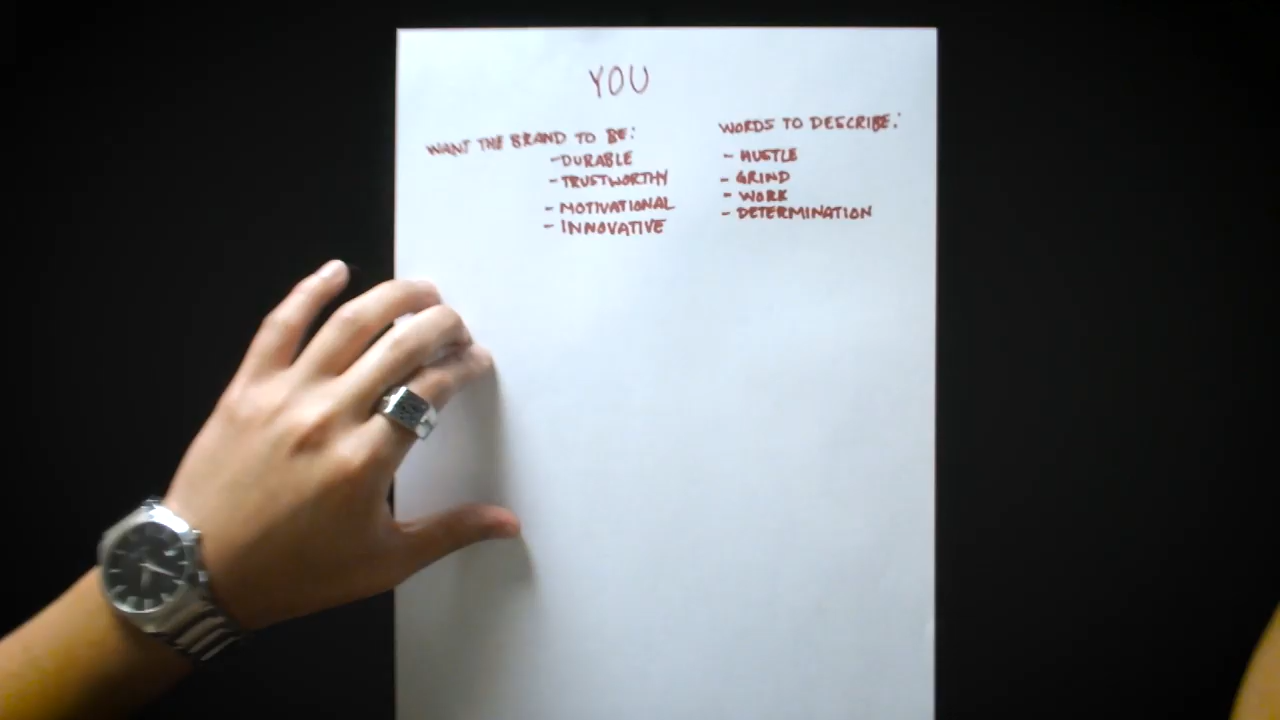 YOU
WANT THE BRAND TO BE:
- DURABLE
- TRUSTWORTHY
- MOTIVATIONAL
- INNOVATIVE
WORDS TO DESCRIBE:
- HUSTLE
- GRIND
- WORK
- DETERMINATION